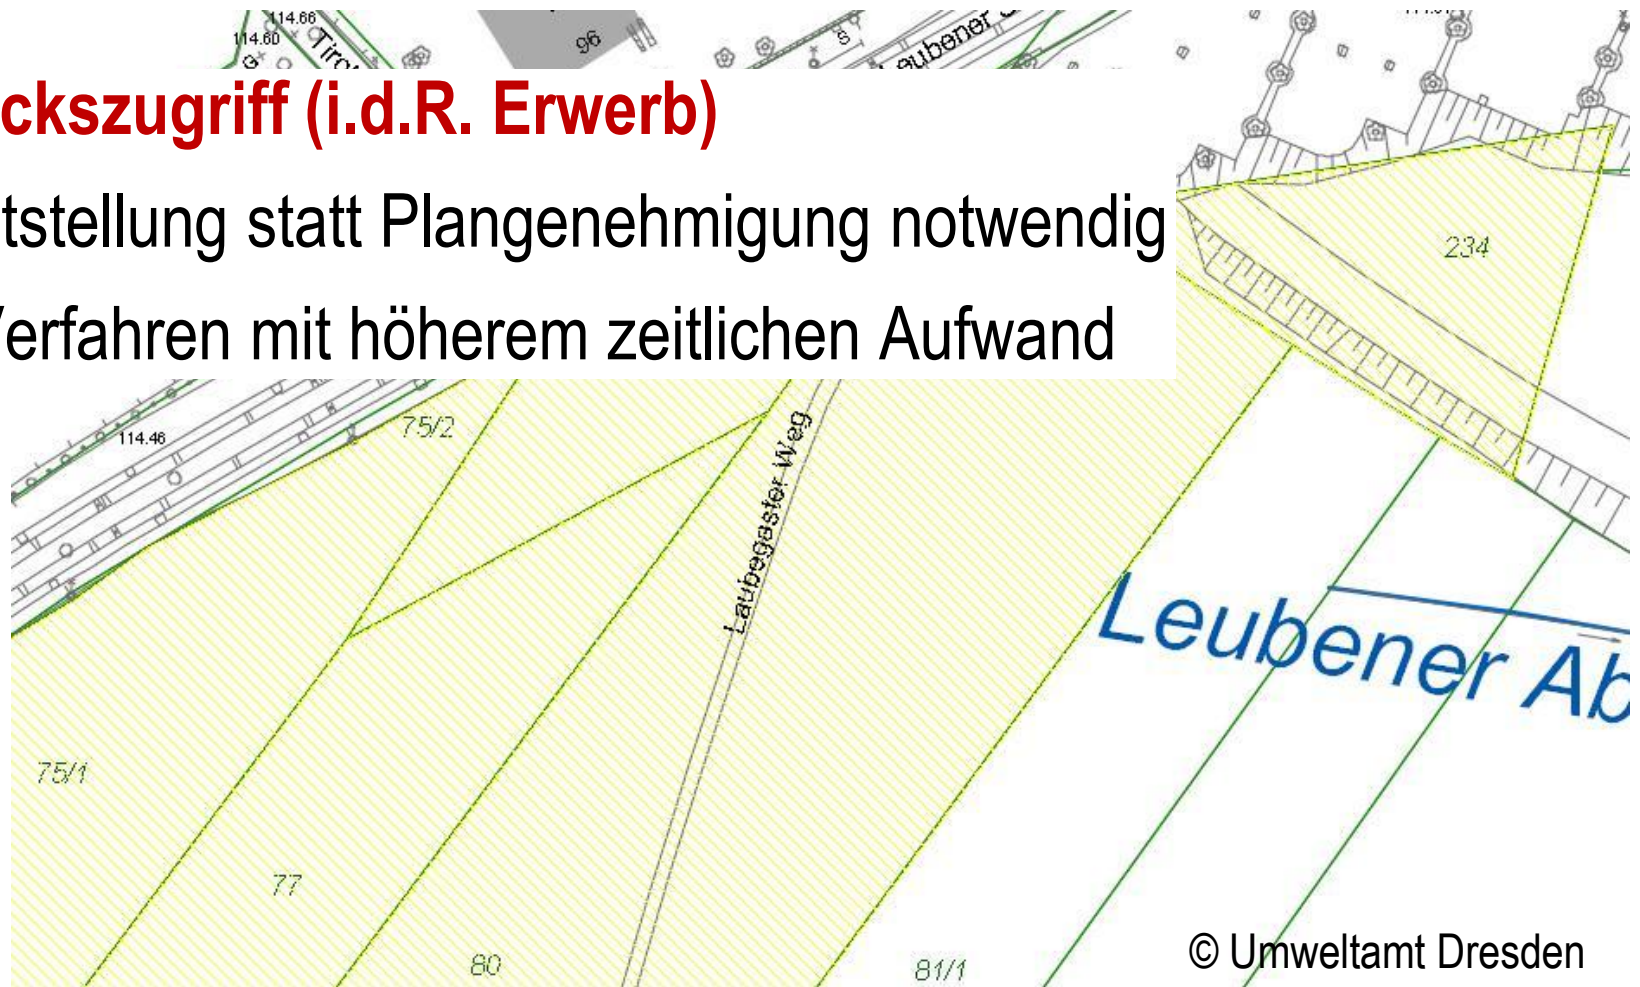 114.66
114.60
96
S
Leubener
ckszugriff (i.d.R. Erwerb)
tstellung statt Plangenehmigung notwendig
Verfahren mit höherem zeitlichen Aufwand
234
75/2
114.46
Laubegaster Weg
Leubener Ab
75/1
77
80
81/1
© Umweltamt Dresden